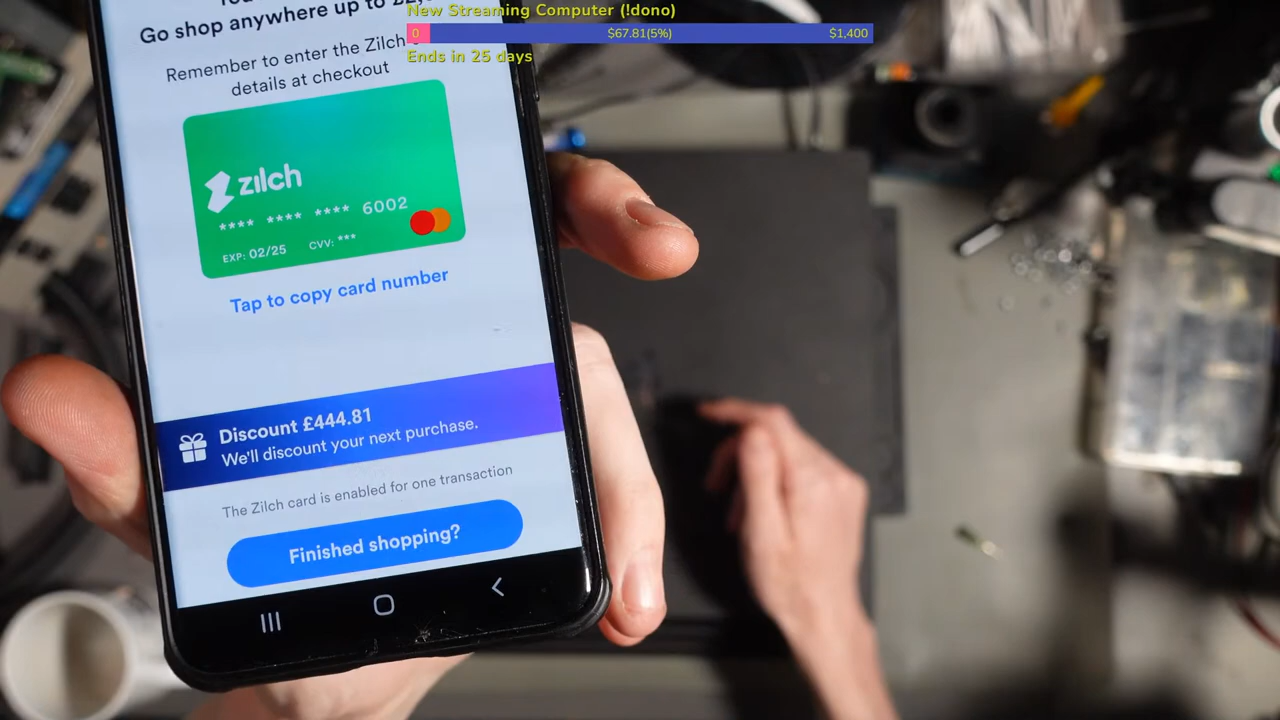 New Streaming Computer (!dono)
0 $67.81(5%) $1,400
Ends in 25 days
Go shop anywhere up to
Remember to enter the Zilch
details at checkout
zilch
**** **** **** 6002
EXP: 02/25 CVV: ***
Tap to copy card number
Discount £444.81
We'll discount your next purchase.
The Zilch card is enabled for one transaction
Finished shopping?